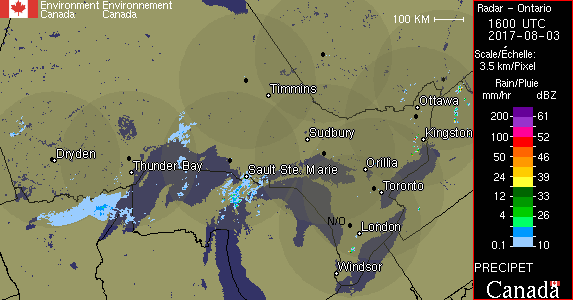 Environment Environnement
Canada Canada
100 KM
Timmins
Ottawa
Sudbury
Kingston
Dryden
Thunder Bay
Sault Ste. Marie
Orillia
Toronto
N/O
London
Windsor
Radar - Ontario
1600 UTC
2017-08-03
Scale/Échelle:
3.5 km/Pixel
Rain/Pluie
mm/hr dBZ
200 61
100 52
50 46
24 39
12 33
4 26
0.1 10
PRECIPET
Canada